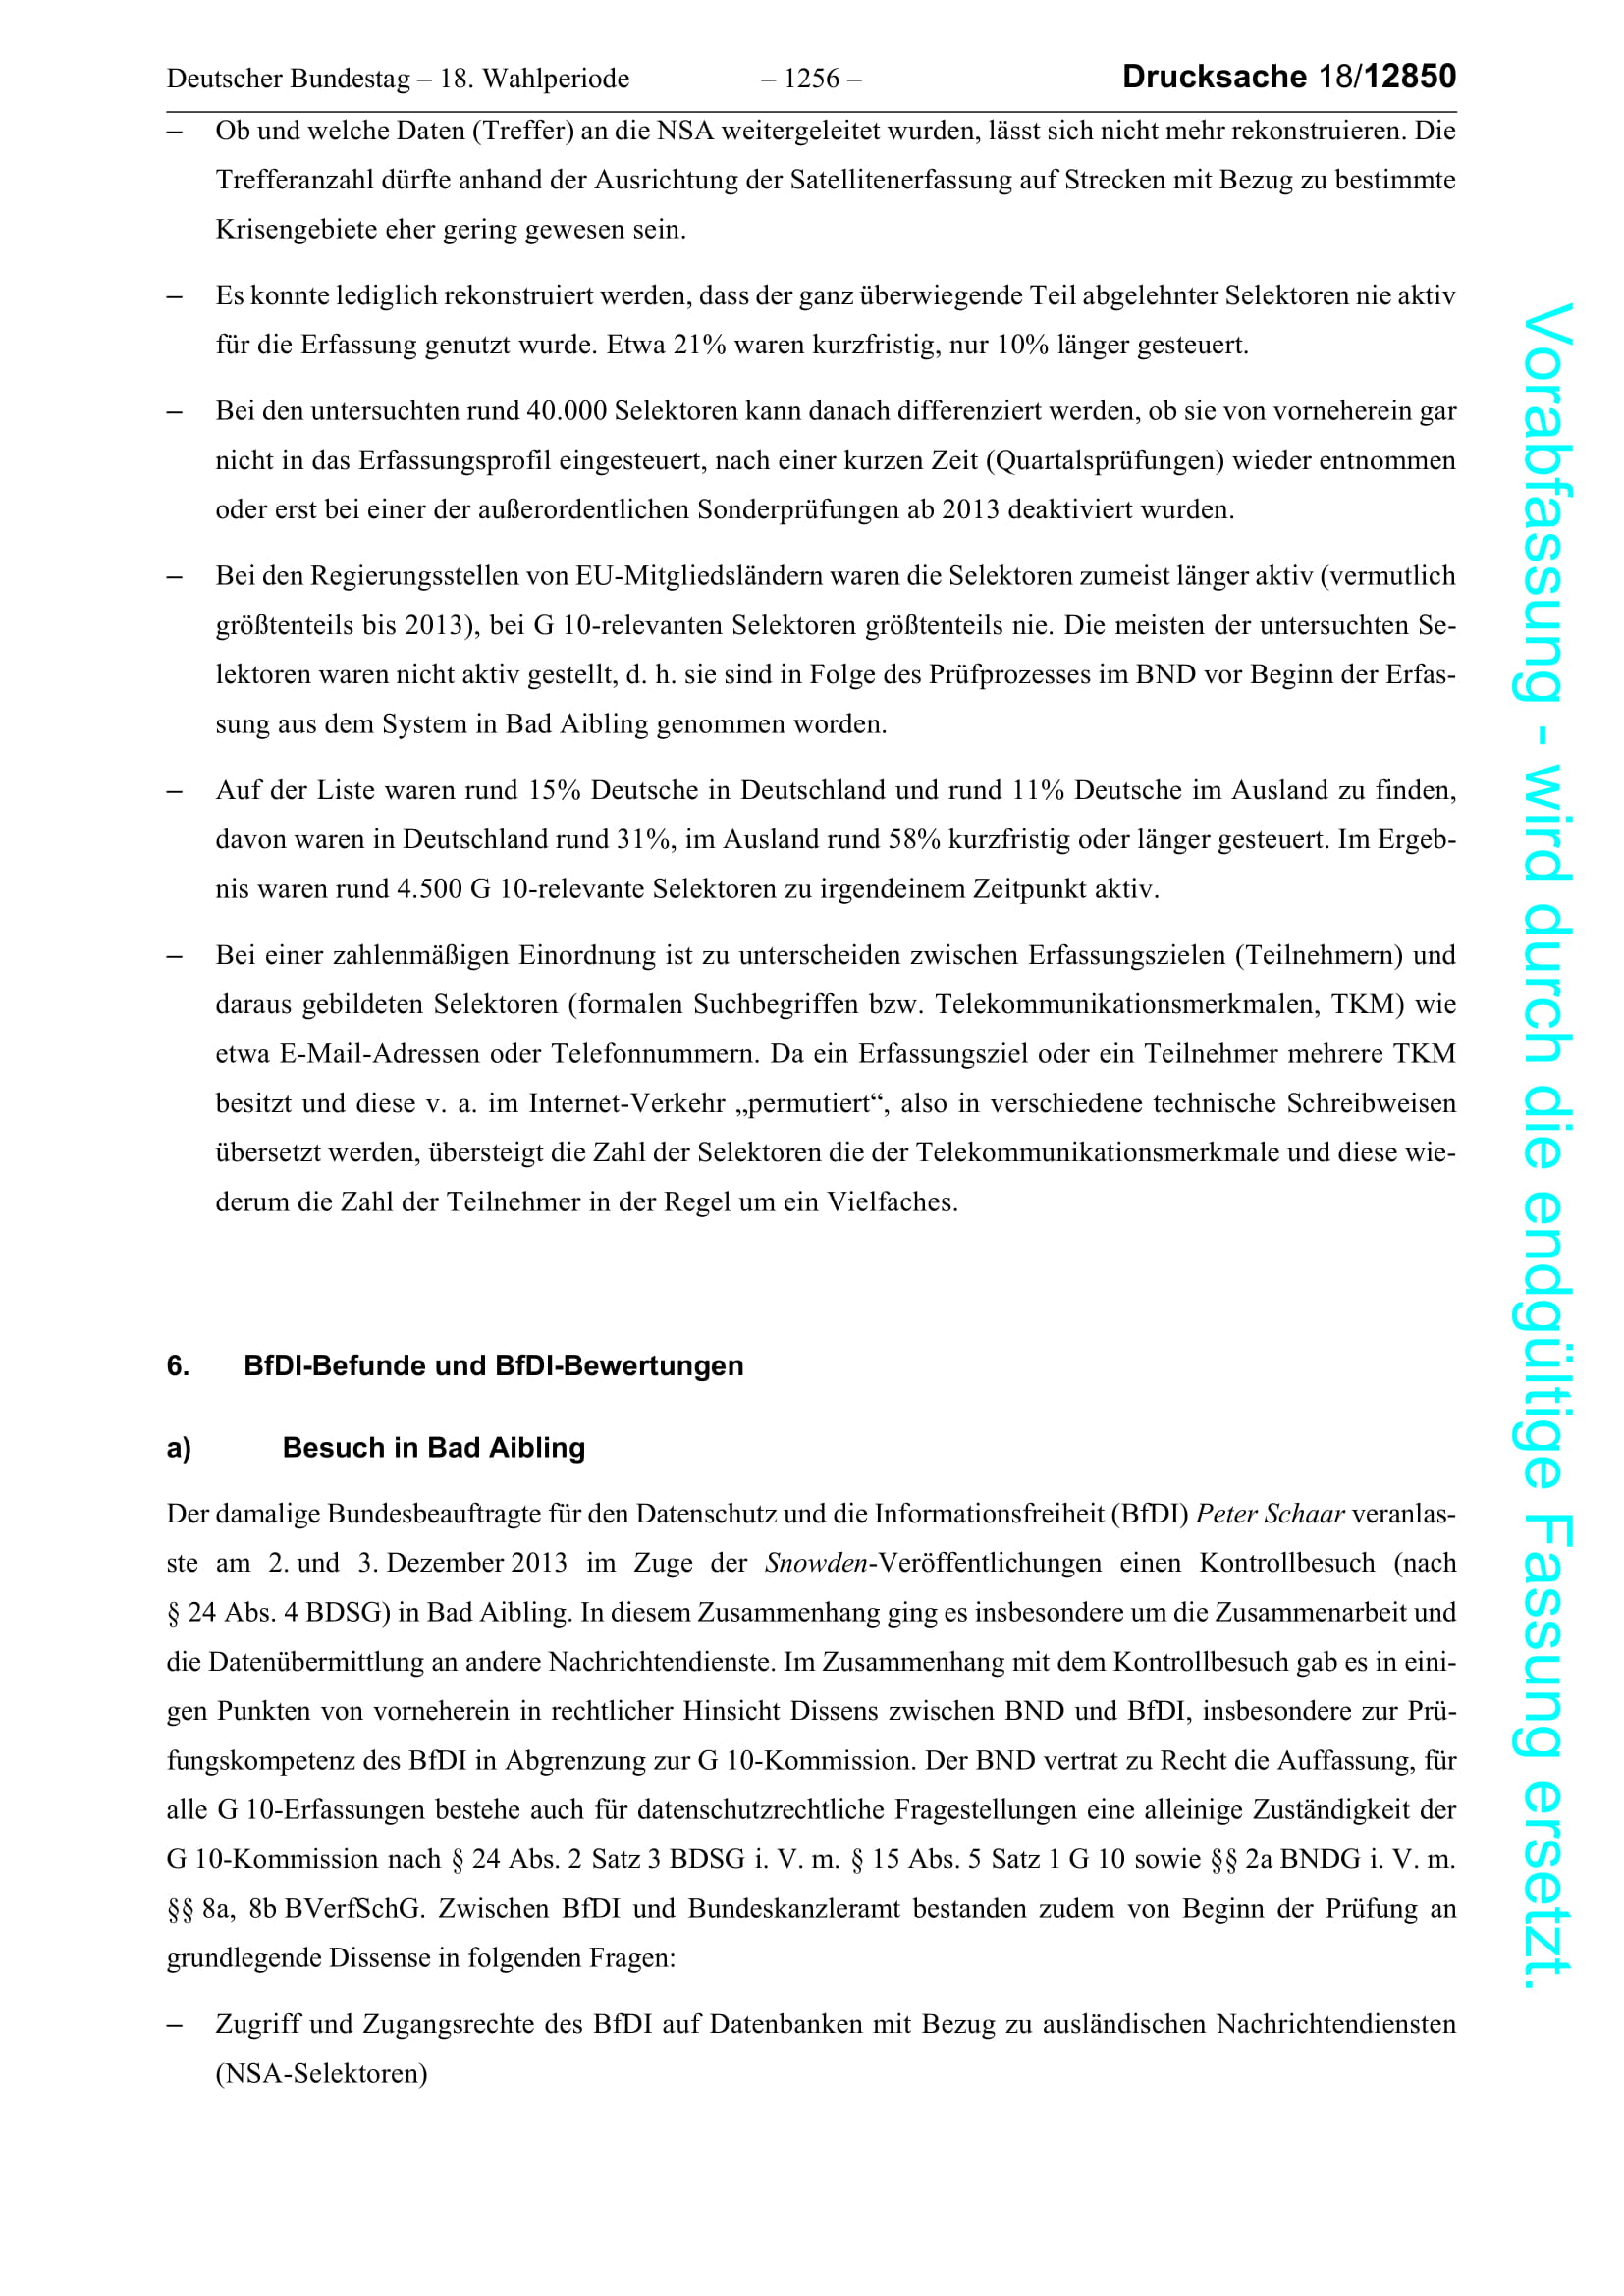 Deutscher Bundestag – 18. Wahlperiode – 1256 – Drucksache 18/12850
– Ob und welche Daten (Treffer) an die NSA weitergeleitet wurden, lässt sich nicht mehr rekonstruieren. Die
Trefferanzahl dürfte anhand der Ausrichtung der Satellitenerfassung auf Strecken mit Bezug zu bestimmte
Krisengebiete eher gering gewesen sein.
– Es konnte lediglich rekonstruiert werden, dass der ganz überwiegende Teil abgelehnter Selektoren nie aktiv
für die Erfassung genutzt wurde. Etwa 21% waren kurzfristig, nur 10% länger gesteuert.
– Bei den untersuchten rund 40.000 Selektoren kann danach differenziert werden, ob sie von vorneherein gar
nicht in das Erfassungsprofil eingesteuert, nach einer kurzen Zeit (Quartalsprüfungen) wieder entnommen
oder erst bei einer der außerordentlichen Sonderprüfungen ab 2013 deaktiviert wurden.
– Bei den Regierungsstellen von EU-Mitgliedsländern waren die Selektoren zumeist länger aktiv (vermutlich
größtenteils bis 2013), bei G 10-relevanten Selektoren größtenteils nie. Die meisten der untersuchten Se-
lektoren waren nicht aktiv gestellt, d. h. sie sind in Folge des Prüfprozesses im BND vor Beginn der Erfas-
sung aus dem System in Bad Aibling genommen worden.
– Auf der Liste waren rund 15% Deutsche in Deutschland und rund 11% Deutsche im Ausland zu finden,
davon waren in Deutschland rund 31%, im Ausland rund 58% kurzfristig oder länger gesteuert. Im Ergeb-
nis waren rund 4.500 G 10-relevante Selektoren zu irgendeinem Zeitpunkt aktiv.
– Bei einer zahlenmäßigen Einordnung ist zu unterscheiden zwischen Erfassungszielen (Teilnehmern) und
daraus gebildeten Selektoren (formalen Suchbegriffen bzw. Telekommunikationsmerkmalen, TKM) wie
etwa E-Mail-Adressen oder Telefonnummern. Da ein Erfassungsziel oder ein Teilnehmer mehrere TKM
besitzt und diese v. a. im Internet-Verkehr „permutiert“, also in verschiedene technische Schreibweisen
übersetzt werden, übersteigt die Zahl der Selektoren die der Telekommunikationsmerkmale und diese wie-
derum die Zahl der Teilnehmer in der Regel um ein Vielfaches.
6. BfDI-Befunde und BfDI-Bewertungen
a) Besuch in Bad Aibling
Der damalige Bundesbeauftragte für den Datenschutz und die Informationsfreiheit (BfDI) Peter Schaar veranlas-
ste am 2. und 3. Dezember 2013 im Zuge der Snowden-Veröffentlichungen einen Kontrollbesuch (nach
§ 24 Abs. 4 BDSG) in Bad Aibling. In diesem Zusammenhang ging es insbesondere um die Zusammenarbeit und
die Datenübermittlung an andere Nachrichtendienste. Im Zusammenhang mit dem Kontrollbesuch gab es in eini-
gen Punkten von vorneherein in rechtlicher Hinsicht Dissens zwischen BND und BfDI, insbesondere zur Prü-
fungskompetenz des BfDI in Abgrenzung zur G 10-Kommission. Der BND vertrat zu Recht die Auffassung, für
alle G 10-Erfassungen bestehe auch für datenschutzrechtliche Fragestellungen eine alleinige Zuständigkeit der
G 10-Kommission nach § 24 Abs. 2 Satz 3 BDSG i. V. m. § 15 Abs. 5 Satz 1 G 10 sowie §§ 2a BNDG i. V. m.
§§ 8a, 8b BVerfSchG. Zwischen BfDI und Bundeskanzleramt bestanden zudem von Beginn der Prüfung an
grundlegende Dissense in folgenden Fragen:
– Zugriff und Zugangsrechte des BfDI auf Datenbanken mit Bezug zu ausländischen Nachrichtendiensten
(NSA-Selektoren)
Vorabfassung - wird durch die endgültige Fassung ersetzt.